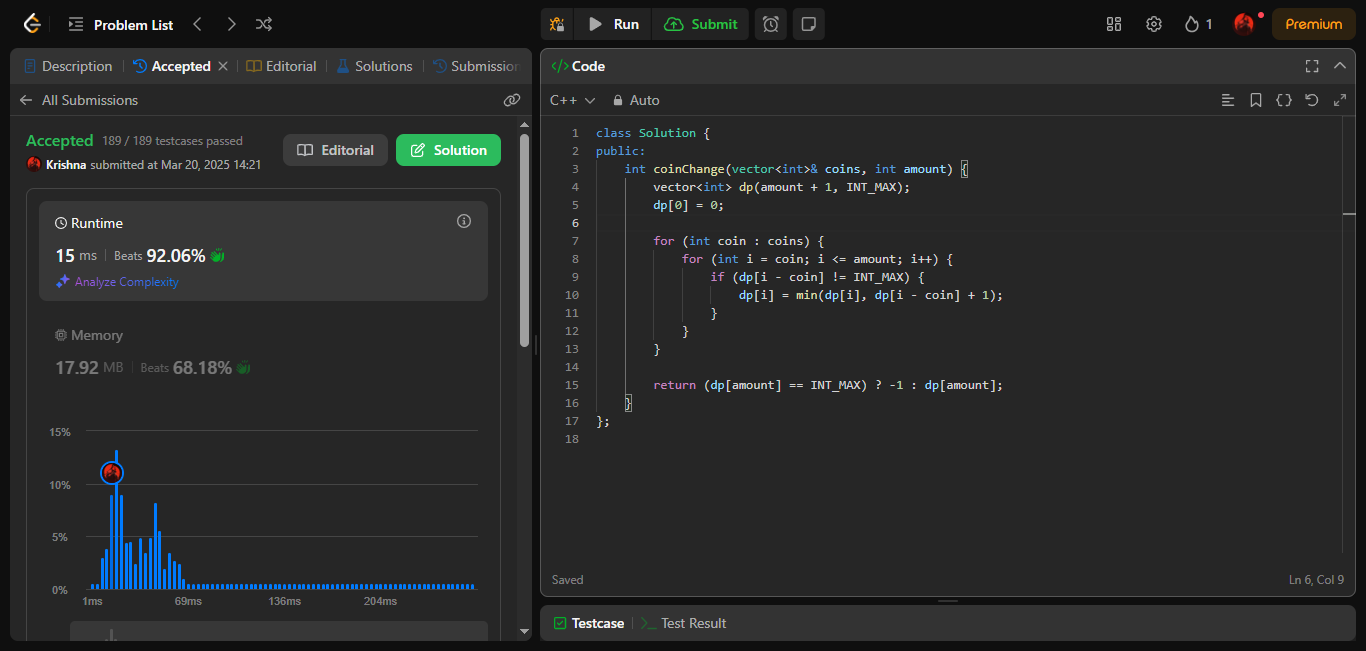 Problem List
Run
Submit
1
Premium
Description
Accepted
Editorial
Solutions
Submission
All Submissions
Accepted 189 / 189 testcases passed
Krishna submitted at Mar 20, 2025 14:21
Editorial
Solution
Runtime
15 ms Beats 92.06%
Analyze Complexity
Memory
17.92 MB Beats 68.18%
15%
10%
5%
0%
1ms 69ms 136ms 204ms
</> Code
C++ Auto
1 class Solution {
2 public:
3     int coinChange(vector<int>& coins, int amount) {
4         vector<int> dp(amount + 1, INT_MAX);
5         dp[0] = 0;
6
7         for (int coin : coins) {
8             for (int i = coin; i <= amount; i++) {
9                 if (dp[i - coin] != INT_MAX) {
10                     dp[i] = min(dp[i], dp[i - coin] + 1);
11                 }
12             }
13         }
14
15         return (dp[amount] == INT_MAX) ? -1 : dp[amount];
16     }
17 };
18
Saved
Ln 6, Col 9
Testcase
>_ Test Result